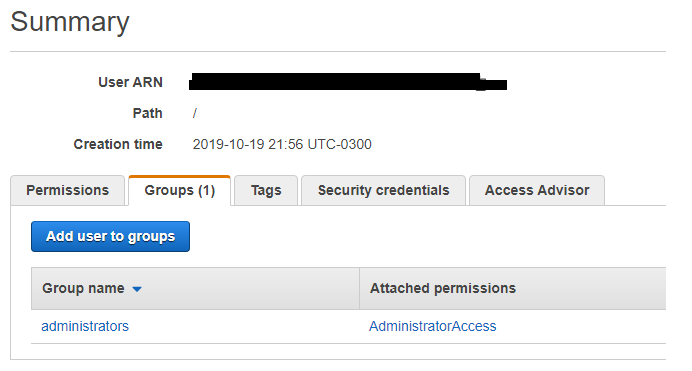 Summary
User ARN
Path /
Creation time 2019-10-19 21:56 UTC-0300
Permissions Groups (1) Tags Security credentials Access Advisor
Add user to groups
Group name Attached permissions
administrators AdministratorAccess